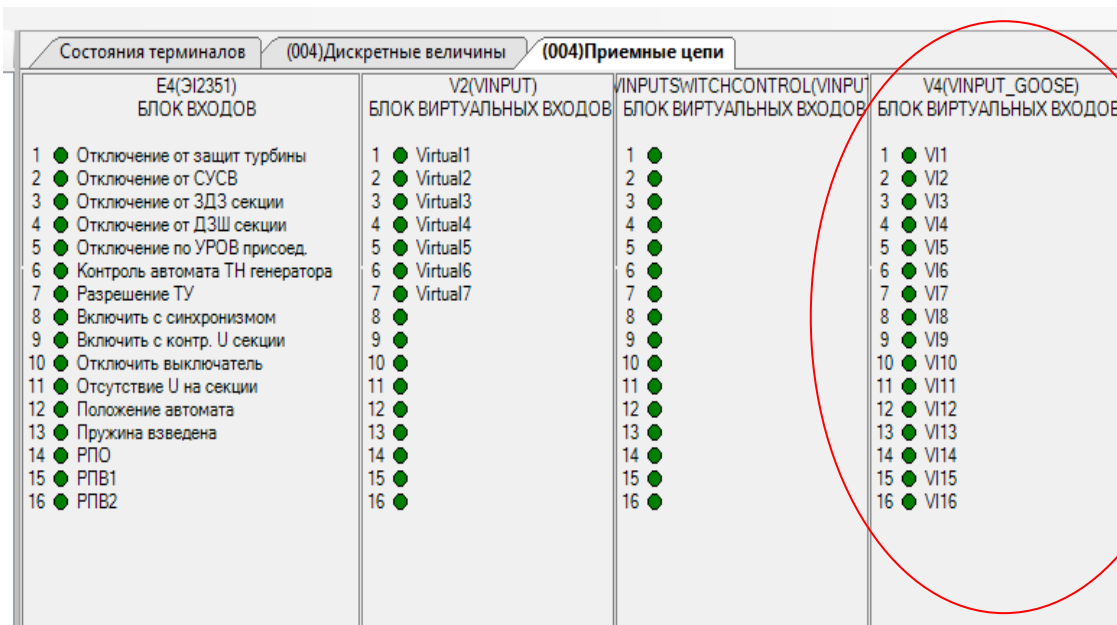 Состояния терминалов (004)Дискретные величины (004)Приемные цепи
E4(ЭI2351)
БЛОК ВХОДОВ
1 Отключение от защит турбины
2 Отключение от СУСВ
3 Отключение от ЗДЗ секции
4 Отключение от ДЗШ секции
5 Отключение по УРОВ присоед.
6 Контроль автомата ТН генератора
7 Разрешение ТУ
8 Включить с синхронизмом
9 Включить с контр. U секции
10 Отключить выключатель
11 Отсутствие U на секции
12 Положение автомата
13 Пружина взведена
14 РПО
15 РПВ1
16 РПВ2
V2(VINPUT)
БЛОК ВИРТУАЛЬНЫХ ВХОДОВ
1 Virtual1
2 Virtual2
3 Virtual3
4 Virtual4
5 Virtual5
6 Virtual6
7 Virtual7
8
9
10
11
12
13
14
15
16
VINPUTSWITCHCONTROL(VINPUT
БЛОК ВИРТУАЛЬНЫХ ВХОДОВ
1
2
3
4
5
6
7
8
9
10
11
12
13
14
15
16
V4(VINPUT_GOOSE)
БЛОК ВИРТУАЛЬНЫХ ВХОДОВ
1 VI1
2 VI2
3 VI3
4 VI4
5 VI5
6 VI6
7 VI7
8 VI8
9 VI9
10 VI10
11 VI11
12 VI12
13 VI13
14 VI14
15 VI15
16 VI16